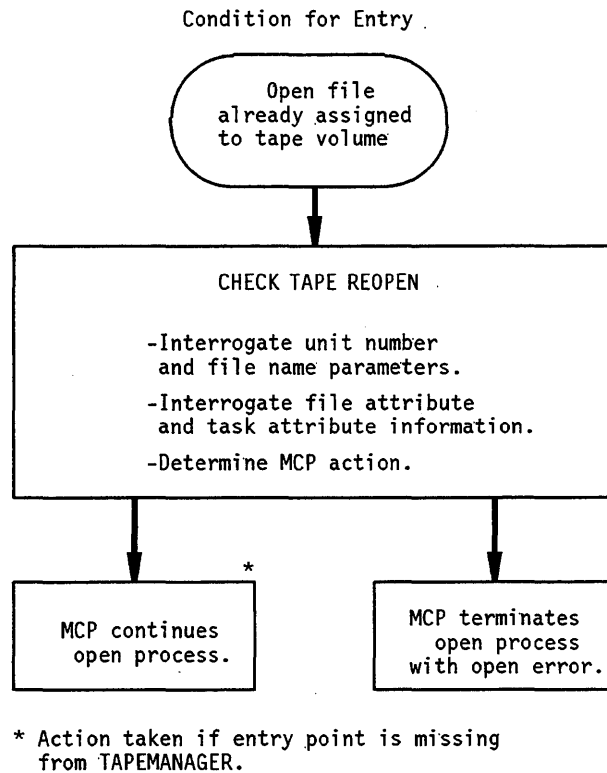 Condition for Entry
Open file
already assigned
to tape volume
CHECK TAPE REOPEN
-Interrogate unit number
and file name parameters.
-Interrogate file attribute
and task attribute information.
-Determine MCP action.
*
MCP continues
open process.
MCP terminates
open process
with open error.
* Action taken if entry point is missing
from TAPEMANAGER.